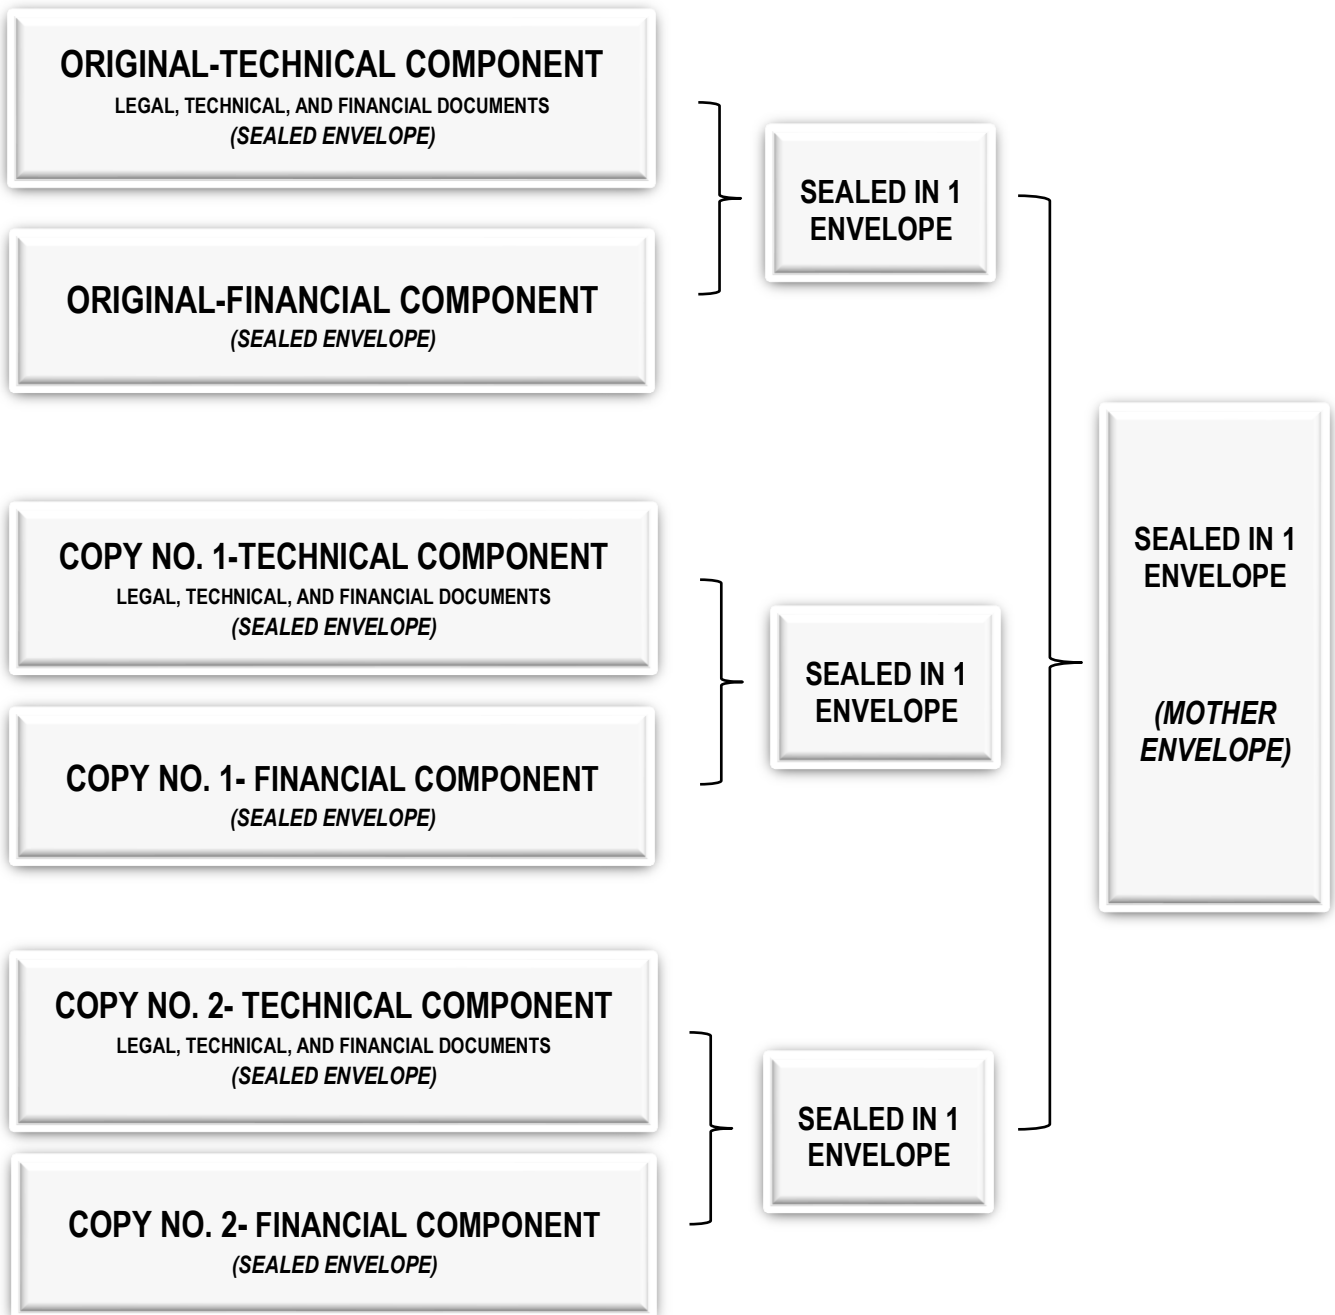 ORIGINAL-TECHNICAL COMPONENT
LEGAL, TECHNICAL, AND FINANCIAL DOCUMENTS
(SEALED ENVELOPE)
ORIGINAL-FINANCIAL COMPONENT
(SEALED ENVELOPE)
SEALED IN 1
ENVELOPE
COPY NO. 1-TECHNICAL COMPONENT
LEGAL, TECHNICAL, AND FINANCIAL DOCUMENTS
(SEALED ENVELOPE)
COPY NO. 1- FINANCIAL COMPONENT
(SEALED ENVELOPE)
SEALED IN 1
ENVELOPE
COPY NO. 2- TECHNICAL COMPONENT
LEGAL, TECHNICAL, AND FINANCIAL DOCUMENTS
(SEALED ENVELOPE)
COPY NO. 2- FINANCIAL COMPONENT
(SEALED ENVELOPE)
SEALED IN 1
ENVELOPE
SEALED IN 1
ENVELOPE
(MOTHER
ENVELOPE)